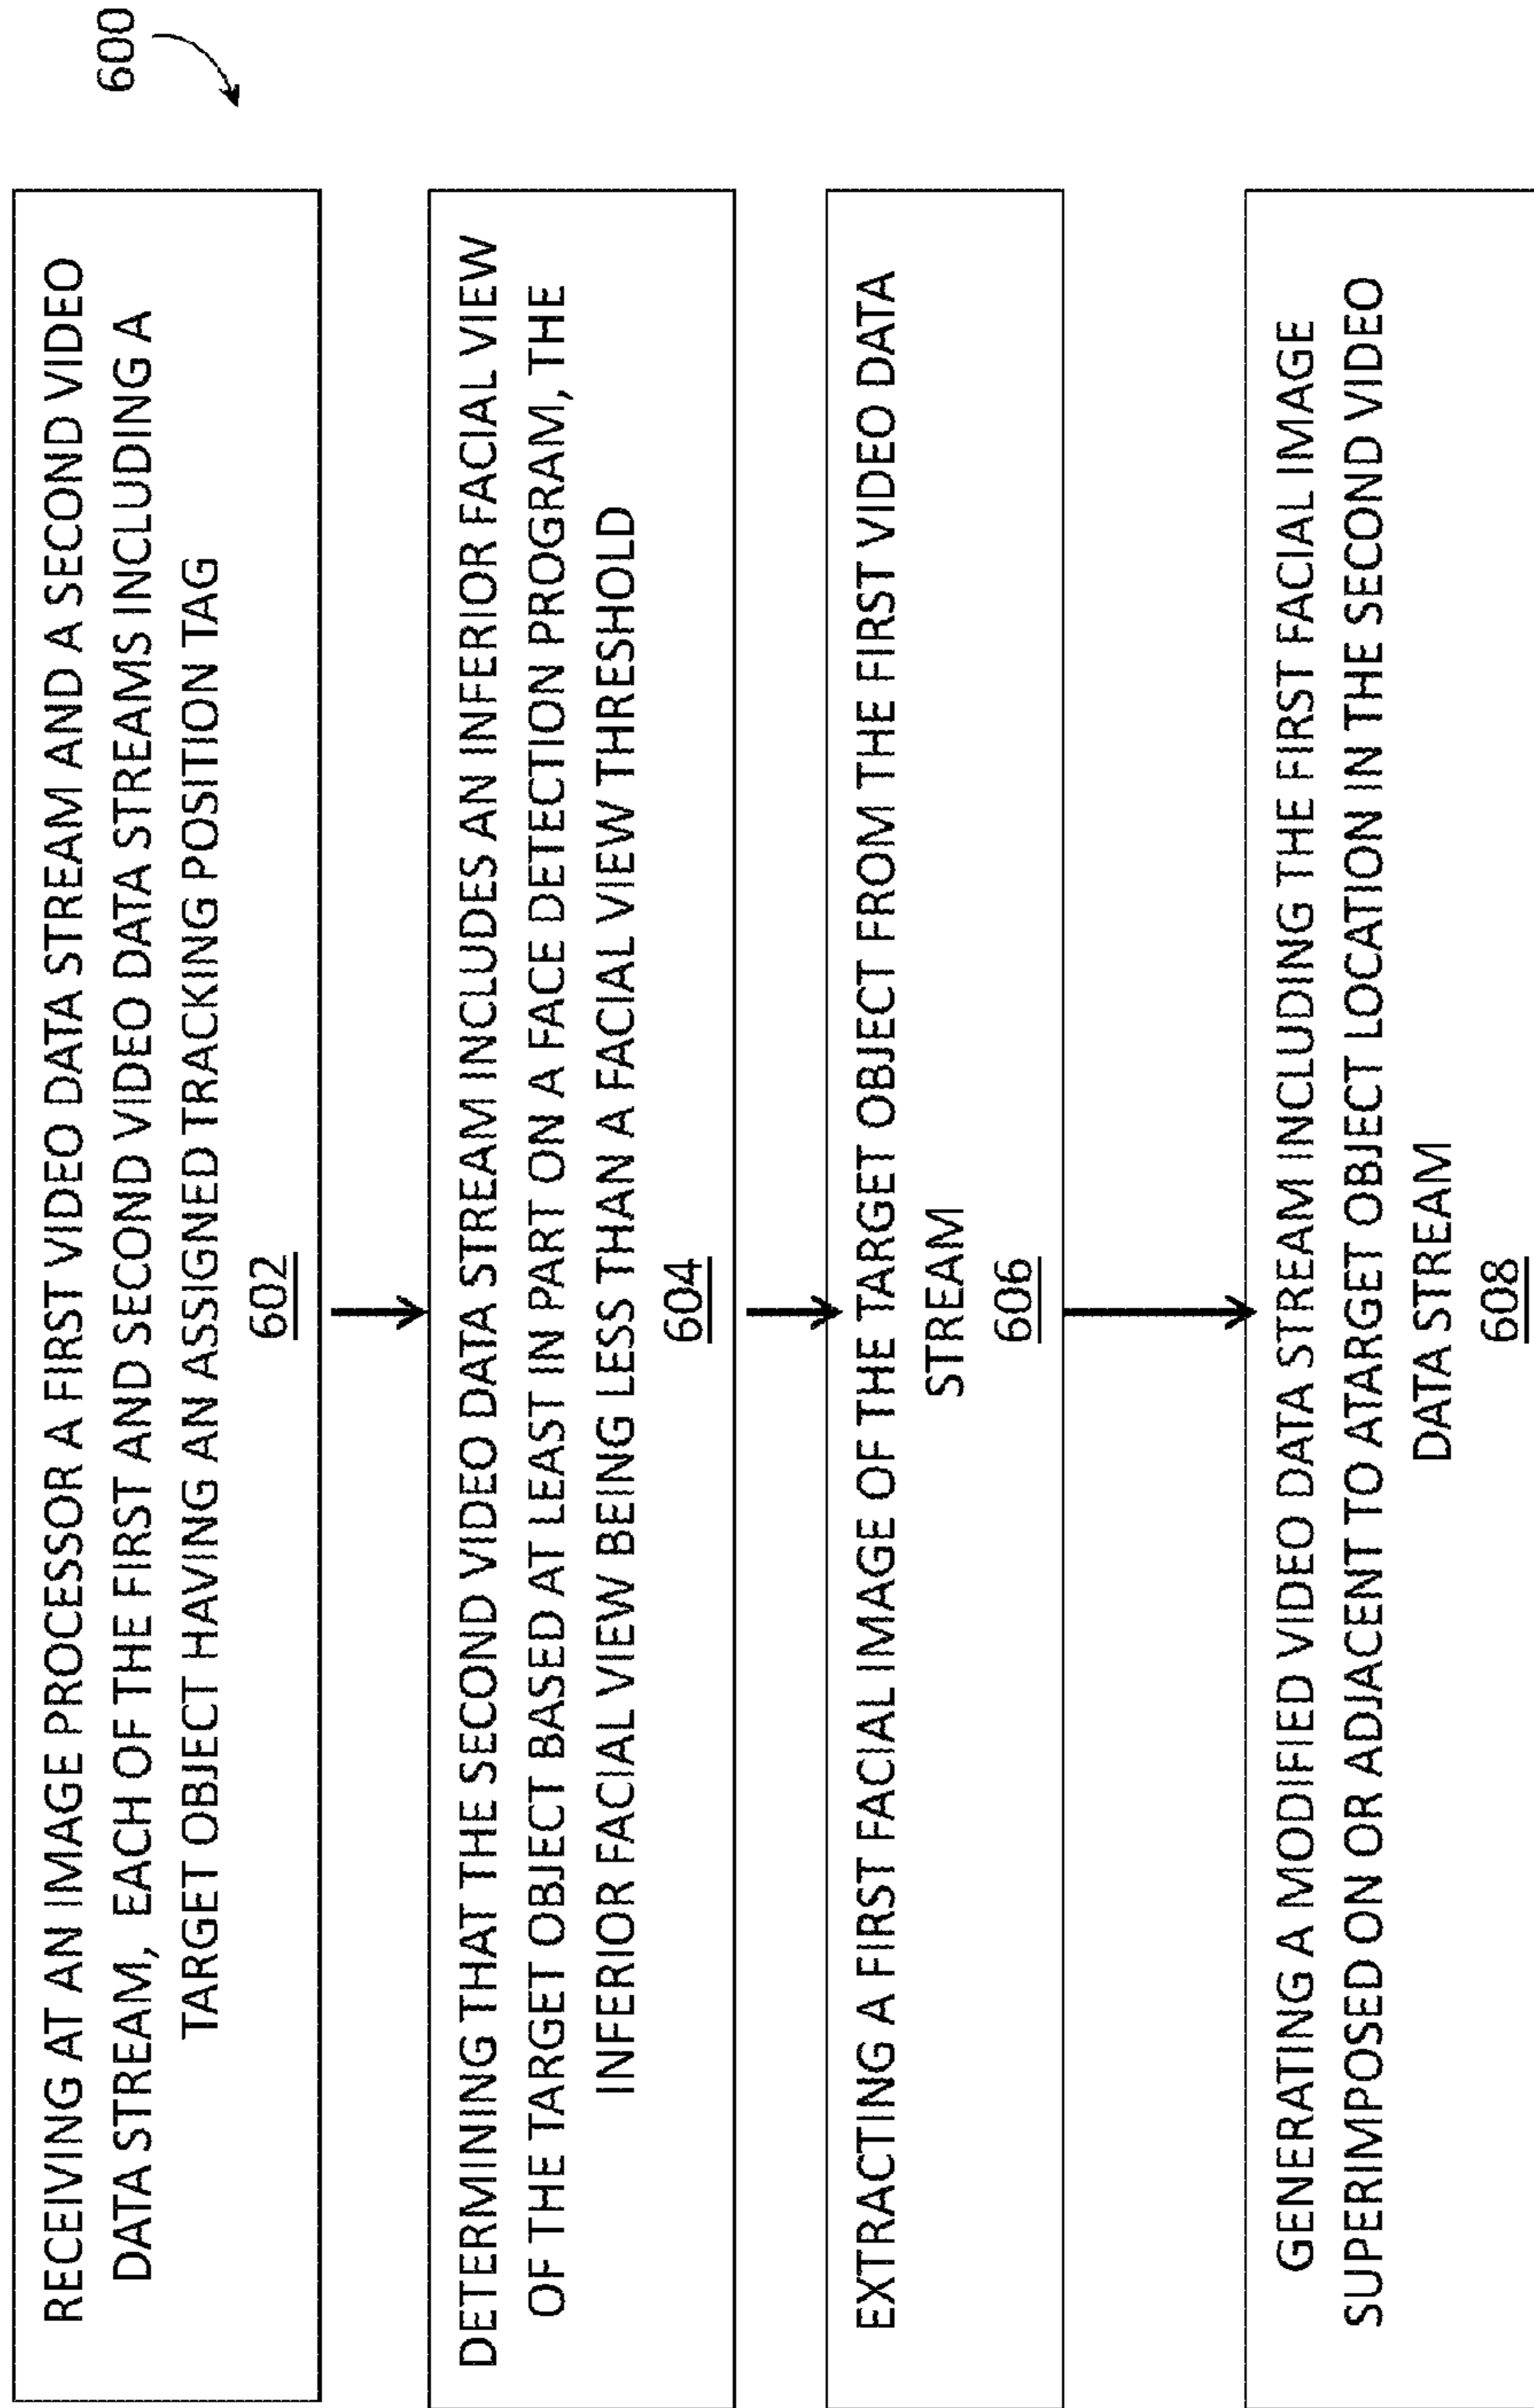 600
RECEIVING AT AN IMAGE PROCESSOR A FIRST VIDEO DATA STREAM AND A SECOND VIDEO
DATA STREAM, EACH OF THE FIRST AND SECOND VIDEO DATA STREAMS INCLUDING A
TARGET OBJECT HAVING AN ASSIGNED TRACKING POSITION TAG
602
DETERMINING THAT THE SECOND VIDEO DATA STREAM INCLUDES AN INFERIOR FACIAL VIEW
OF THE TARGET OBJECT BASED AT LEAST IN PART ON A FACE DETECTION PROGRAM, THE
INFERIOR FACIAL VIEW BEING LESS THAN A FACIAL VIEW THRESHOLD
604
EXTRACTING A FIRST FACIAL IMAGE OF THE TARGET OBJECT FROM THE FIRST VIDEO DATA
STREAM
606
GENERATING A MODIFIED VIDEO DATA STREAM INCLUDING THE FIRST FACIAL IMAGE
SUPERIMPOSED ON OR ADJACENT TO ATARGET OBJECT LOCATION IN THE SECOND VIDEO
DATA STREAM
608